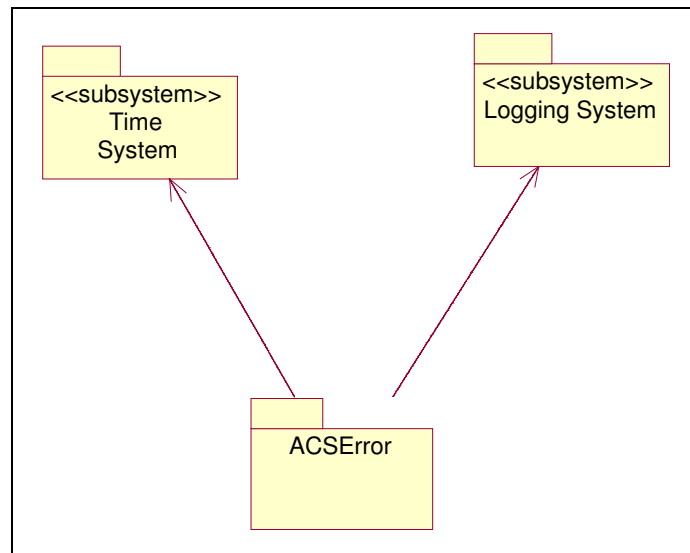 <<subsystem>>
Time
System
<<subsystem>>
Logging System
ACSError